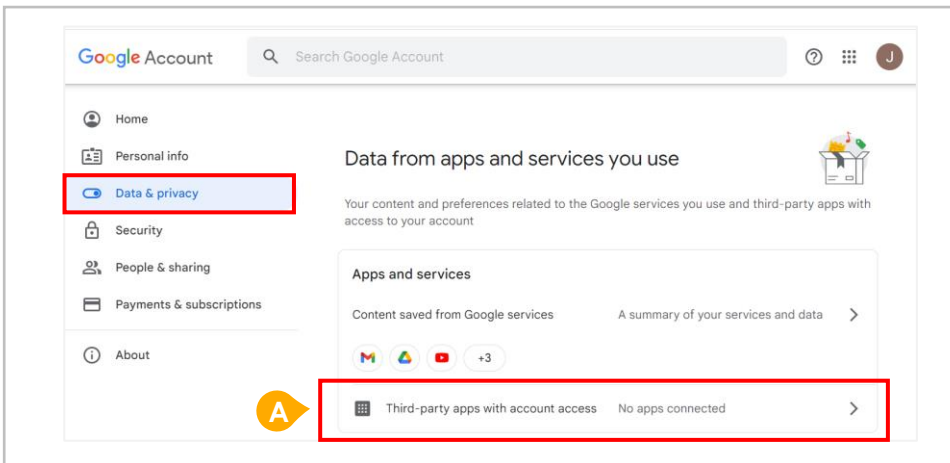 Google Account
Search Google Account
J
Home
Personal info
Data & privacy
Security
People & sharing
Payments & subscriptions
About
Data from apps and services you use
Your content and preferences related to the Google services you use and third-party apps with
access to your account
Apps and services
Content saved from Google services A summary of your services and data
+3
A
Third-party apps with account access No apps connected